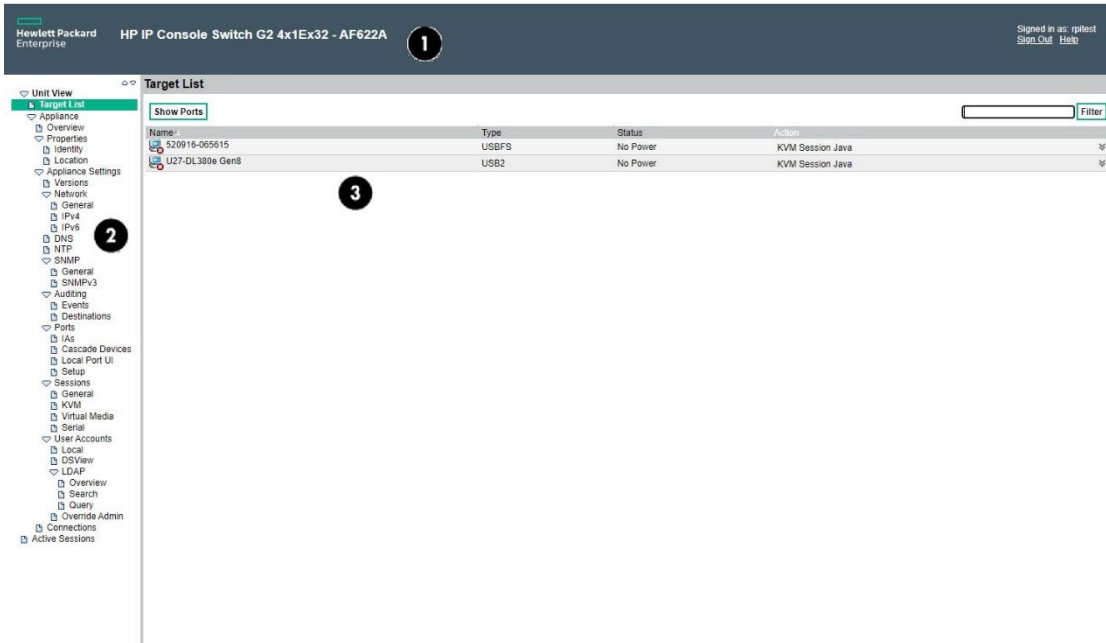 Hewlett Packard
Enterprise
HP IP Console Switch G2 4x1Ex32 - AF622A
1
Signed in as: rpitest
Sign Out Help
Unit View
Target List
Appliance
Overview
Properties
Identity
Location
Appliance Settings
Versions
Network
General
IPv4
IPv6
DNS
NTP
SNMP
General
SNMPv3
Auditing
Events
Destinations
Ports
IAs
Cascade Devices
Local Port UI
Setup
Sessions
General
KVM
Virtual Media
Serial
User Accounts
Local
DSView
LDAP
Overview
Search
Query
Override Admin
Connections
Active Sessions
2
Target List
Show Ports
Filter
Name Type Status Action
520916-065615 USBFS No Power KVM Session Java
U27-DL380e Gen8 USB2 No Power KVM Session Java
3